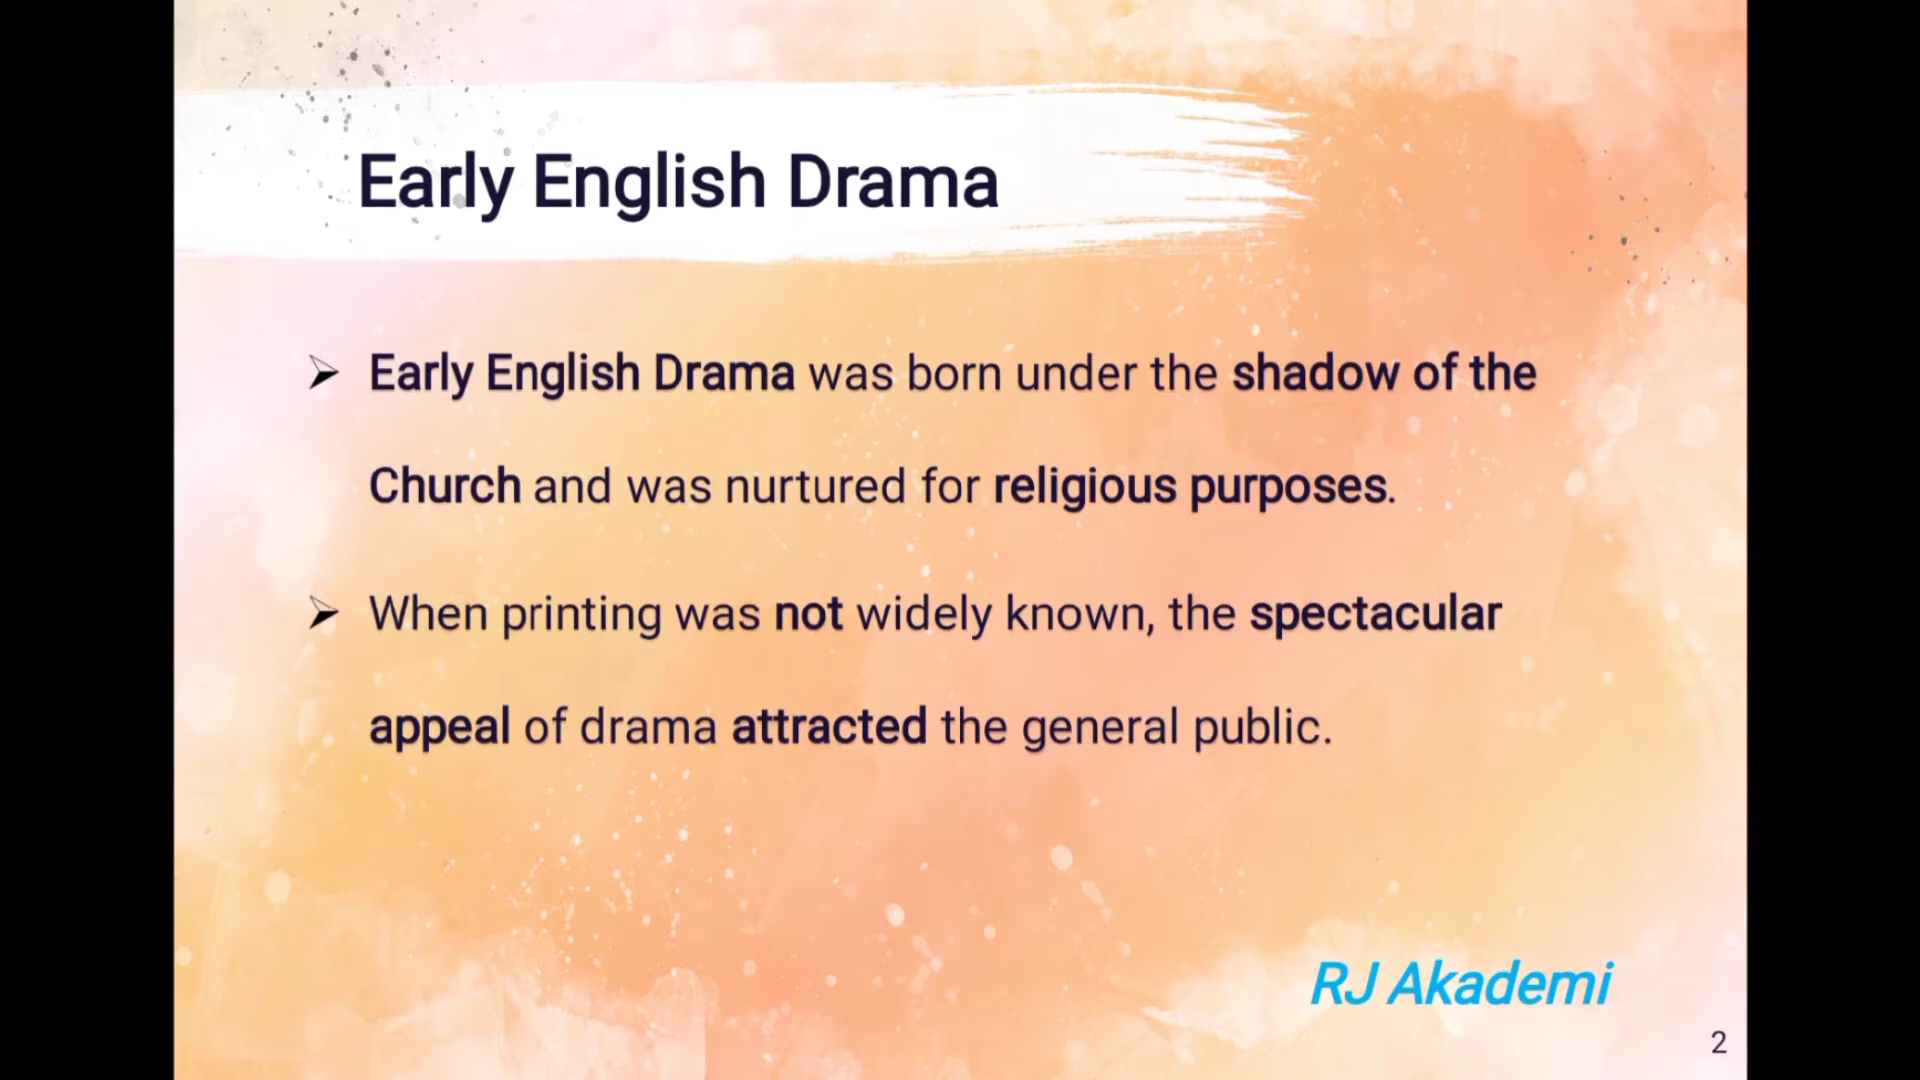 Early English Drama
Early English Drama was born under the shadow of the
Church and was nurtured for religious purposes.
When printing was not widely known, the spectacular
appeal of drama attracted the general public.
RJ Akademi
2